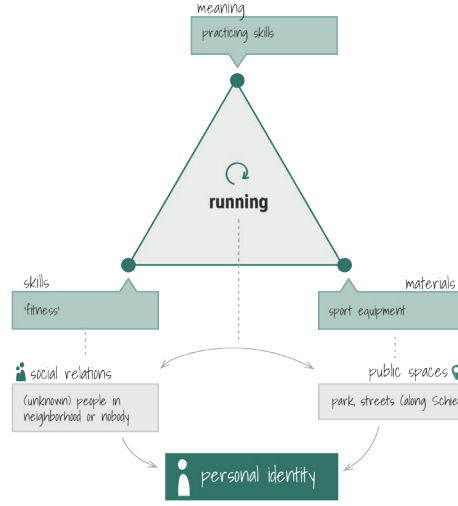 meaning
practicing skills
running
skills
materials
'fitness'
sport equipment
social relations
public spaces
(unknown) people in
neighborhood or nobody
park, streets (along Schie
personal identity